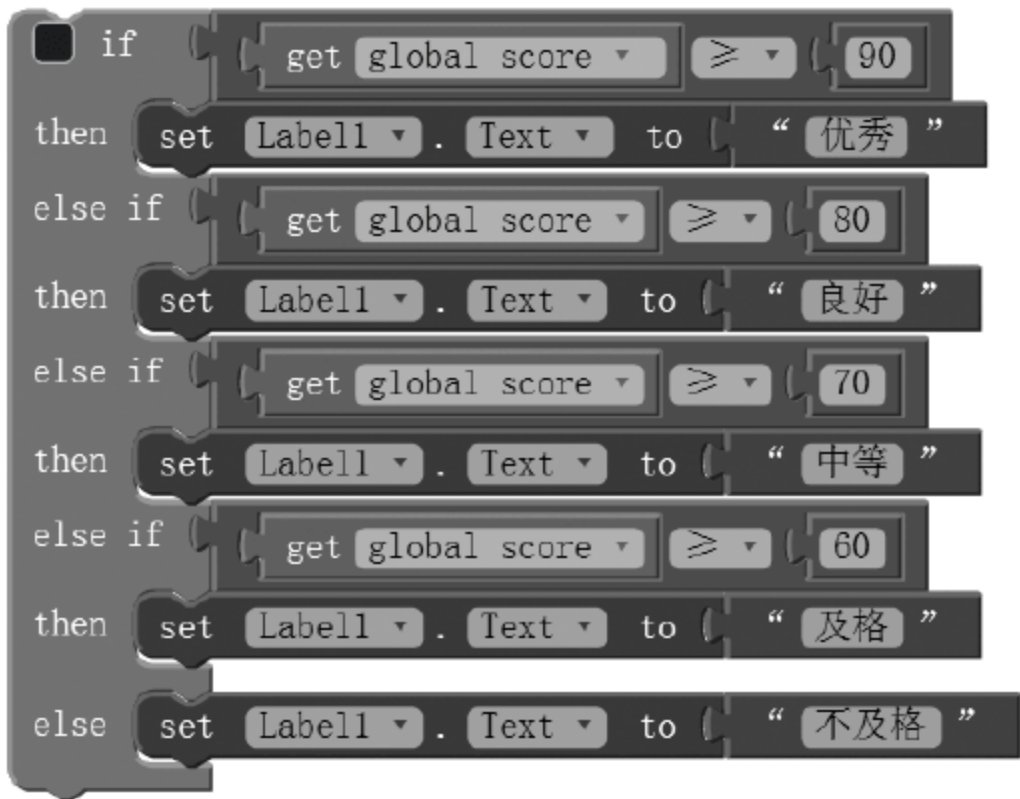 if get global score ▼ ≥ ▼ 90
then set Label1 ▼ . Text ▼ to “ 优秀 ”
else if get global score ▼ ≥ ▼ 80
then set Label1 ▼ . Text ▼ to “ 良好 ”
else if get global score ▼ ≥ ▼ 70
then set Label1 ▼ . Text ▼ to “ 中等 ”
else if get global score ▼ ≥ ▼ 60
then set Label1 ▼ . Text ▼ to “ 及格 ”
else set Label1 ▼ . Text ▼ to “ 不及格 ”